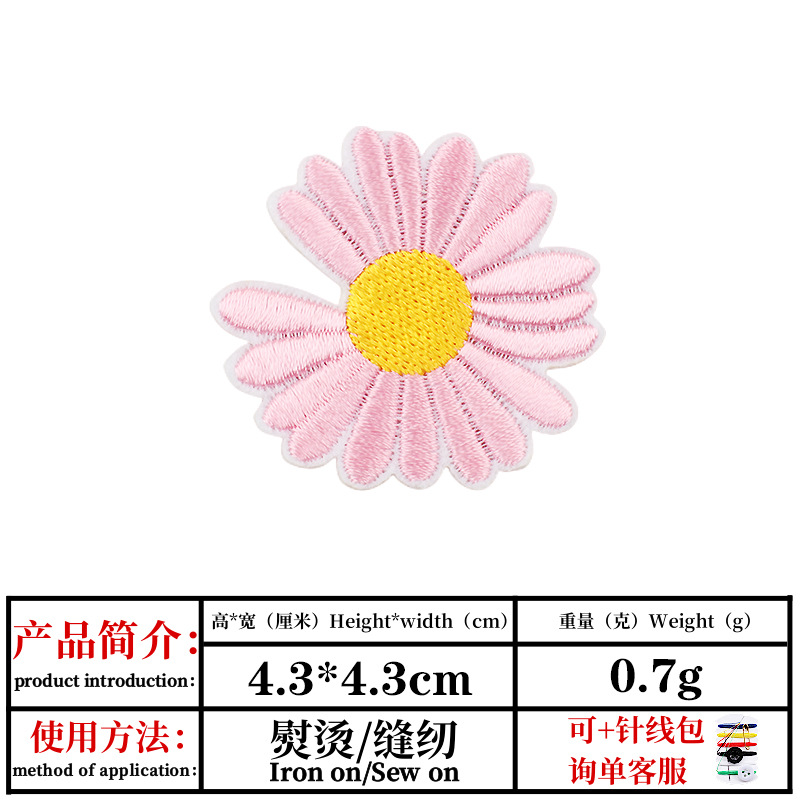 产品简介：
product introduction：
高*宽（厘米）Height*width（cm）
4.3*4.3cm
重量（克）Weight（g）
0.7g
使用方法：
method of application：
熨烫/缝纫
Iron on/Sew on
可+针线包
询单客服